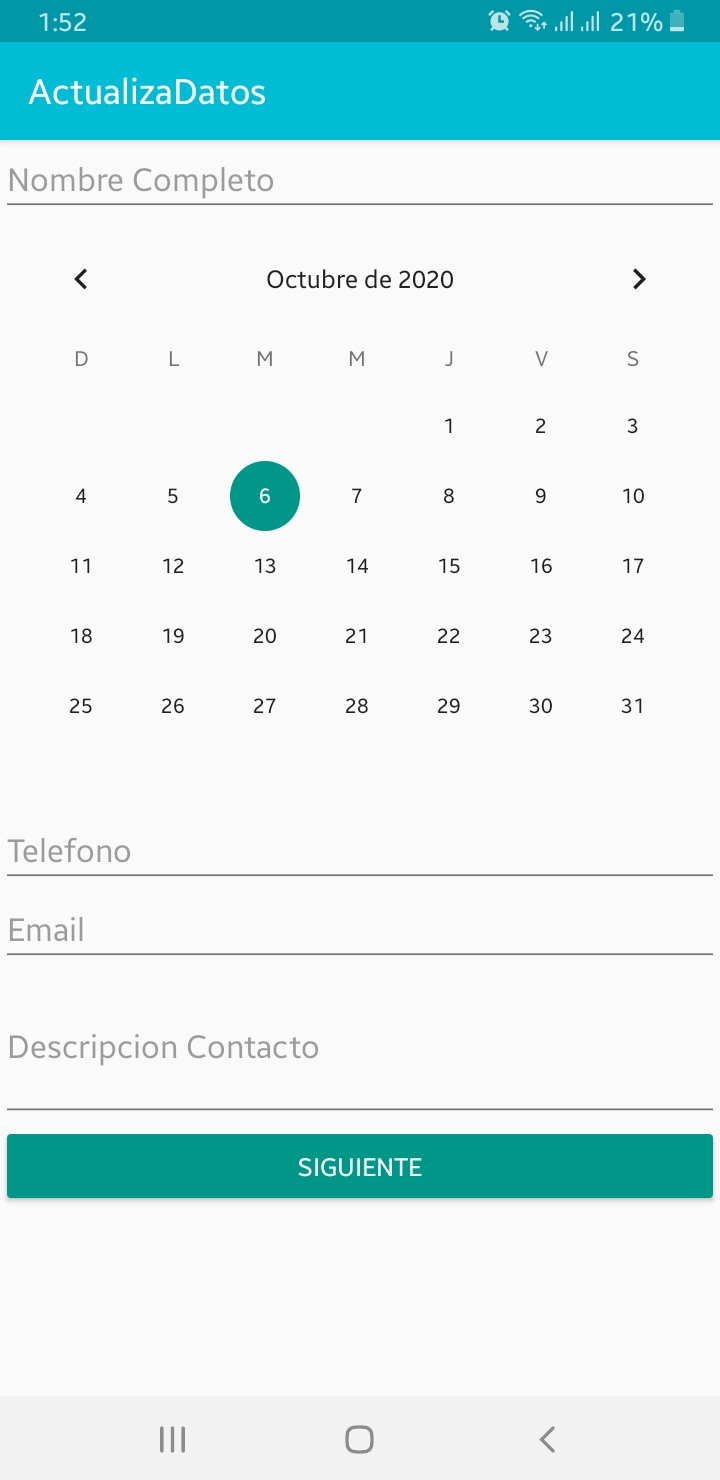 1:52 21%
ActualizaDatos
Nombre Completo
Octubre de 2020
D L M M J V S
1 2 3
4 5 6 7 8 9 10
11 12 13 14 15 16 17
18 19 20 21 22 23 24
25 26 27 28 29 30 31
Telefono
Email
Descripcion Contacto
SIGUIENTE